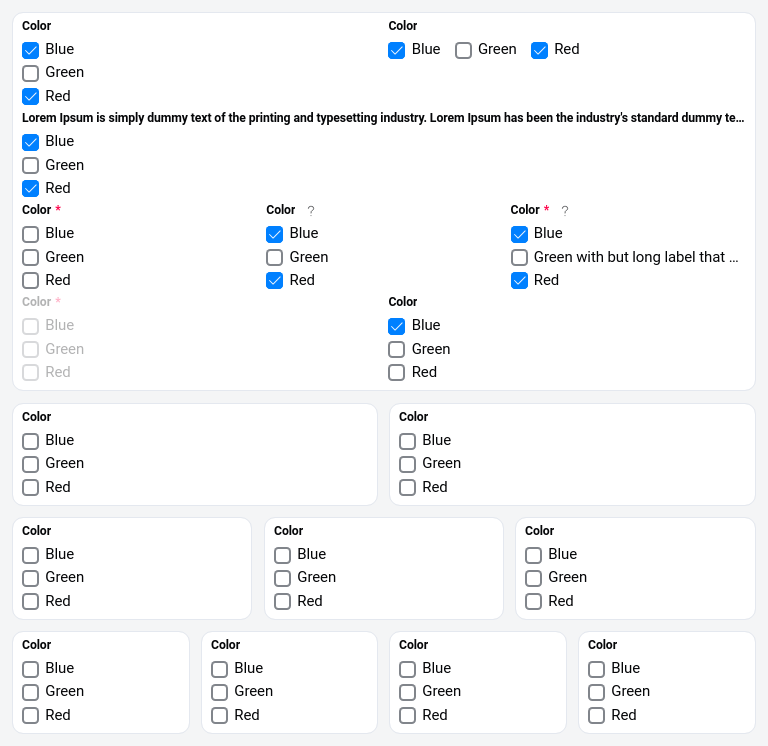 Color
Blue
Green
Red
Color
Blue Green Red
Lorem Ipsum is simply dummy text of the printing and typesetting industry. Lorem Ipsum has been the industry's standard dummy te...
Blue
Green
Red
Color *
Blue
Green
Red
Color ?
Blue
Green
Red
Color * ?
Blue
Green with but long label that ...
Red
Color *
Blue
Green
Red
Color
Blue
Green
Red
Color
Blue
Green
Red
Color
Blue
Green
Red
Color
Blue
Green
Red
Color
Blue
Green
Red
Color
Blue
Green
Red
Color
Blue
Green
Red
Color
Blue
Green
Red
Color
Blue
Green
Red
Color
Blue
Green
Red